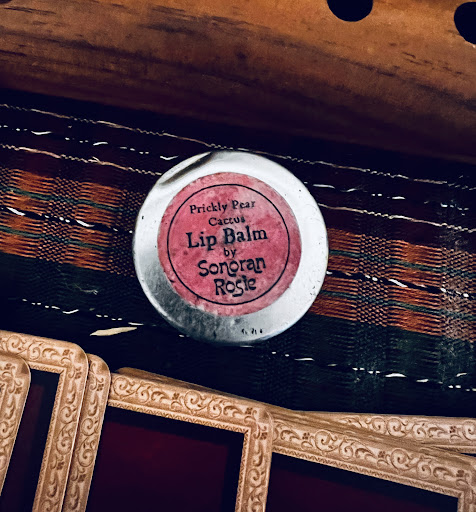 Prickly Pear
Cactus
Lip Balm
by
Sonoran
Rosie